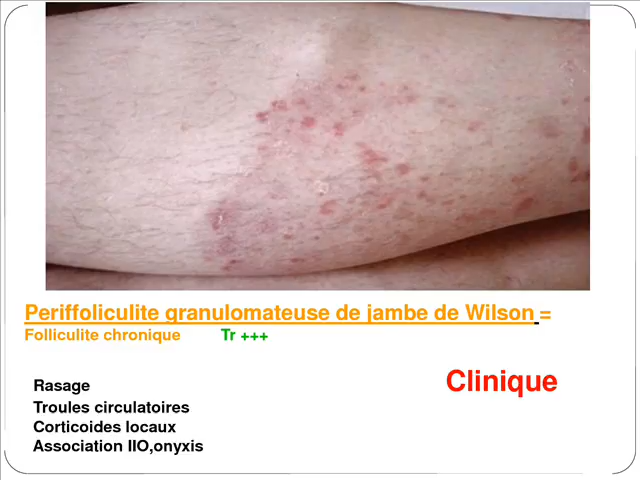 Periffoliculite granulomateuse de jambe de Wilson =
Folliculite chronique Tr +++
Clinique
Rasage
Troules circulatoires
Corticoides locaux
Association IIO,onyxis